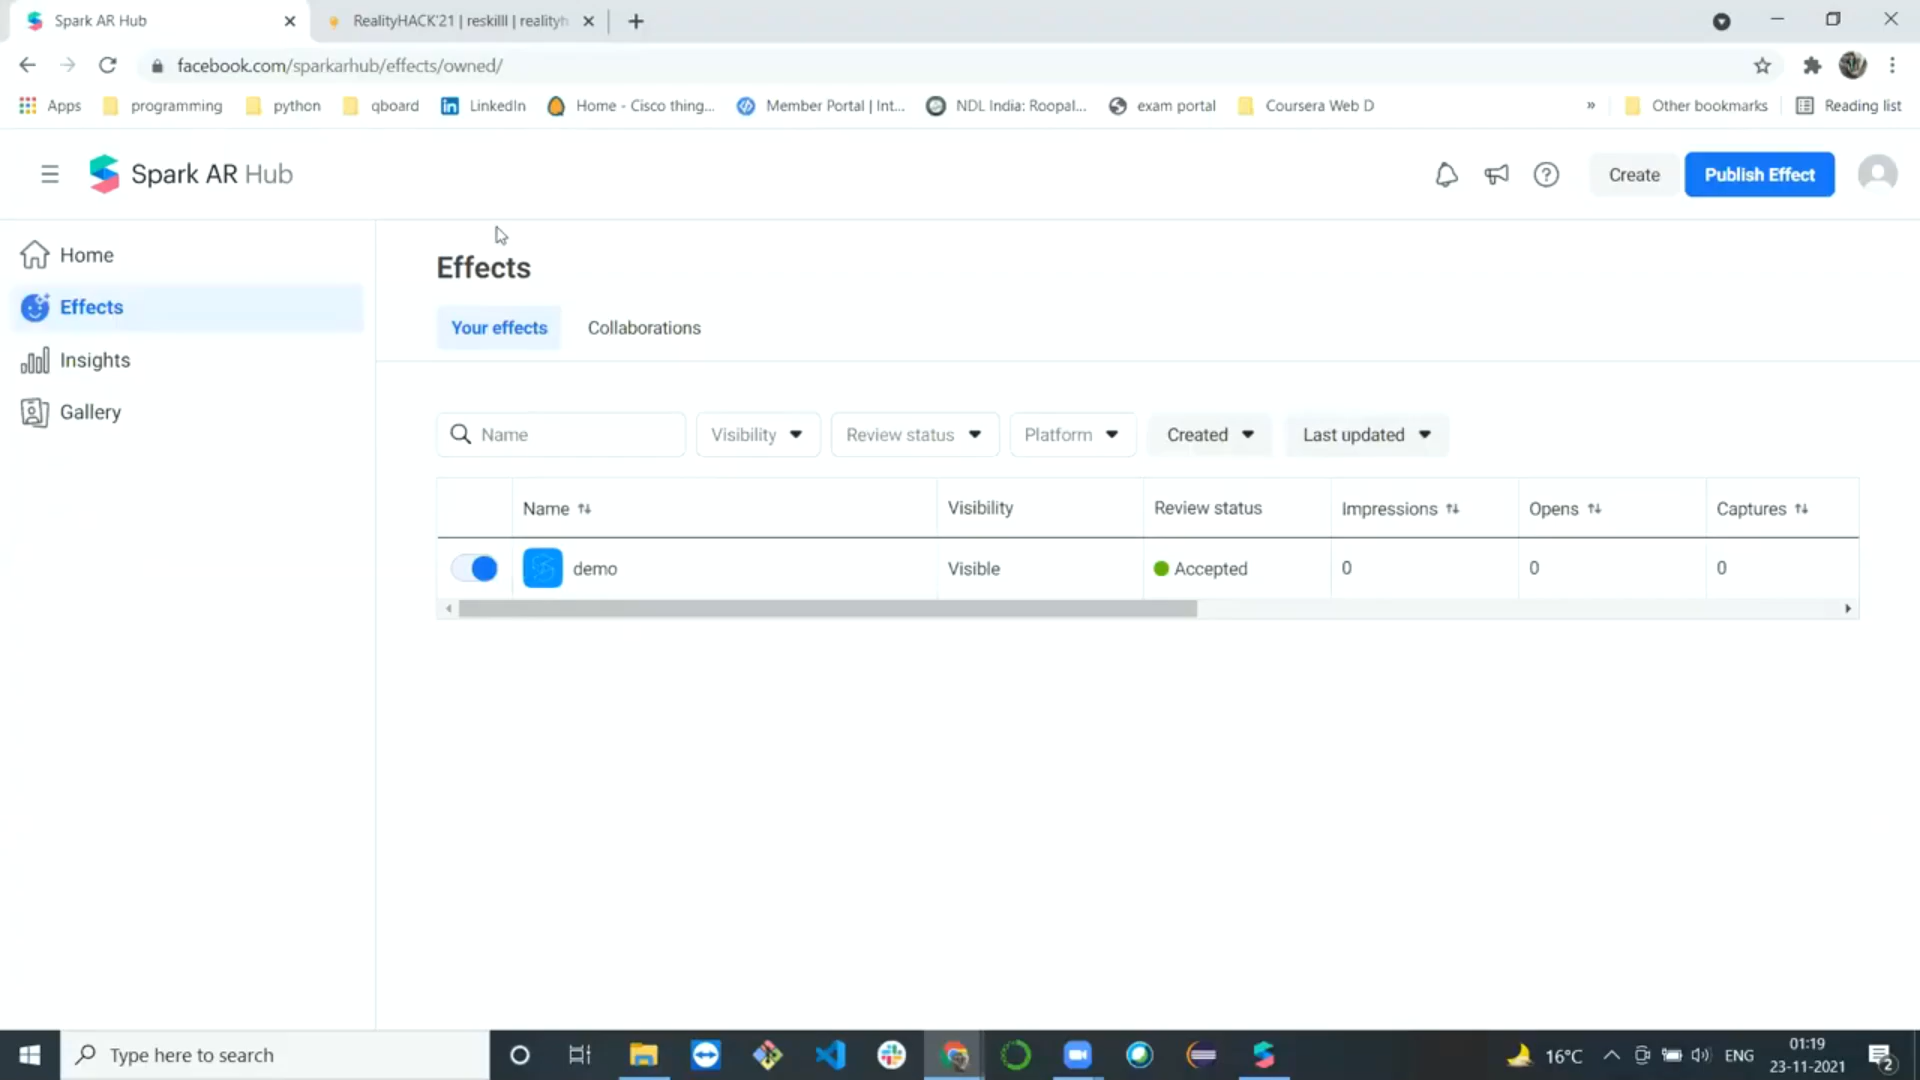 Spark AR Hub
RealityHACK'21 | reskilll | realityh
facebook.com/sparkarhub/effects/owned/
Apps programming python qboard LinkedIn Home - Cisco thing... Member Portal | Int... NDL India: Roopal... exam portal Coursera Web D » Other bookmarks Reading list
Spark AR Hub
Create
Publish Effect
Home
Effects
Insights
Gallery
Effects
Your effects Collaborations
Name Visibility Review status Platform Created Last updated
Name Visibility Review status Impressions Opens Captures
demo Visible Accepted 0 0 0
Type here to search
16°C ENG
01:19
23-11-2021
2